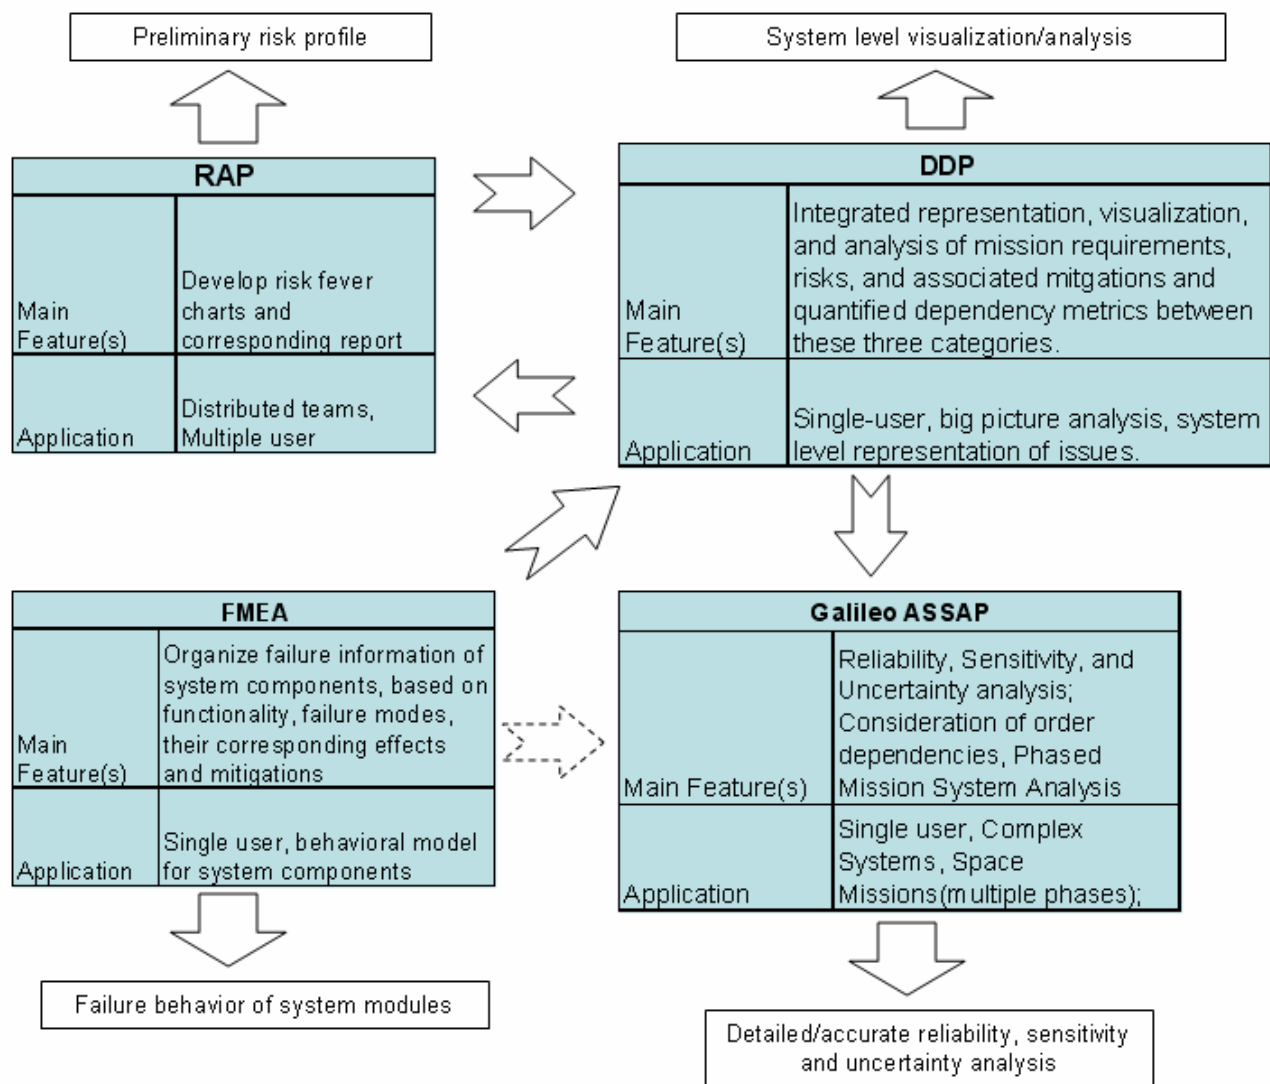 Preliminary risk profile
System level visualization/analysis
RAP
Main
Feature(s)
Develop risk fever
charts and
corresponding report
Application
Distributed teams,
Multiple user
DDP
Main
Feature(s)
Integrated representation, visualization,
and analysis of mission requirements,
risks, and associated mitgations and
quantified dependency metrics between
these three categories.
Application
Single-user, big picture analysis, system
level representation of issues.
FMEA
Main
Feature(s)
Organize failure information of
system components, based on
functionality, failure modes,
their corresponding effects
and mitigations
Application
Single user, behavioral model
for system components
Galileo ASSAP
Main Feature(s)
Reliability, Sensitivity, and
Uncertainty analysis;
Consideration of order
dependencies, Phased
Mission System Analysis
Application
Single user, Complex
Systems, Space
Missions(multiple phases);
Failure behavior of system modules
Detailed/accurate reliability, sensitivity
and uncertainty analysis